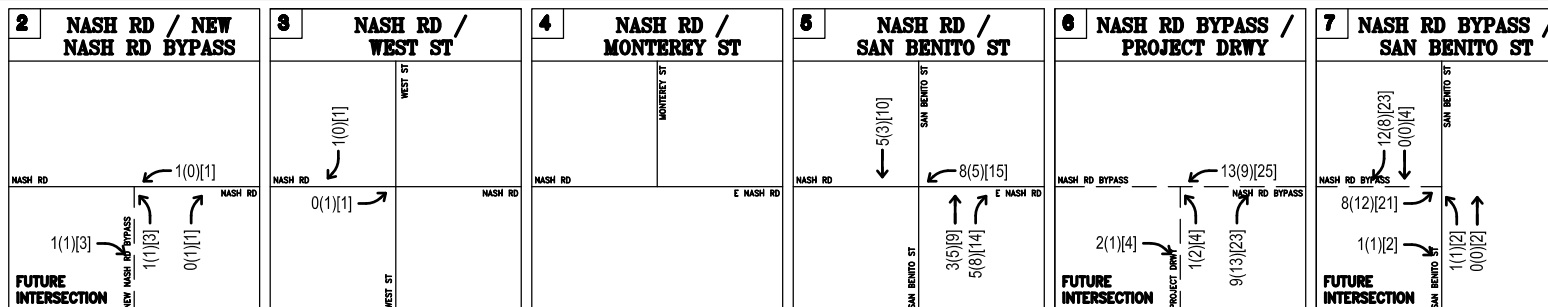 2
NASH RD / NEW
NASH RD BYPASS
1(0)[1]
NASH RD
NASH RD
1(1)[3]
NEW NASH RD BYPASS
1(1)[3]
0(1)[1]
FUTURE
INTERSECTION
3
NASH RD /
WEST ST
WEST ST
1(0)[1]
NASH RD
NASH RD
0(1)[1]
WEST ST
4
NASH RD /
MONTEREY ST
MONTEREY ST
NASH RD
E NASH RD
5
NASH RD /
SAN BENITO ST
SAN BENITO ST
5(3)[10]
8(5)[15]
NASH RD
E NASH RD
3(5)[9]
5(8)[14]
SAN BENITO ST
6
NASH RD BYPASS /
PROJECT DRWY
13(9)[25]
NASH RD BYPASS
NASH RD BYPASS
2(1)[4]
PROJECT DRWY
1(2)[4]
9(13)[23]
FUTURE
INTERSECTION
7
NASH RD BYPASS /
SAN BENITO ST
SAN BENITO ST
12(8)[23]
0(0)[4]
NASH RD BYPASS
8(12)[21]
1(1)[2]
SAN BENITO ST
1(1)[2]
0(0)[2]
FUTURE
INTERSECTION